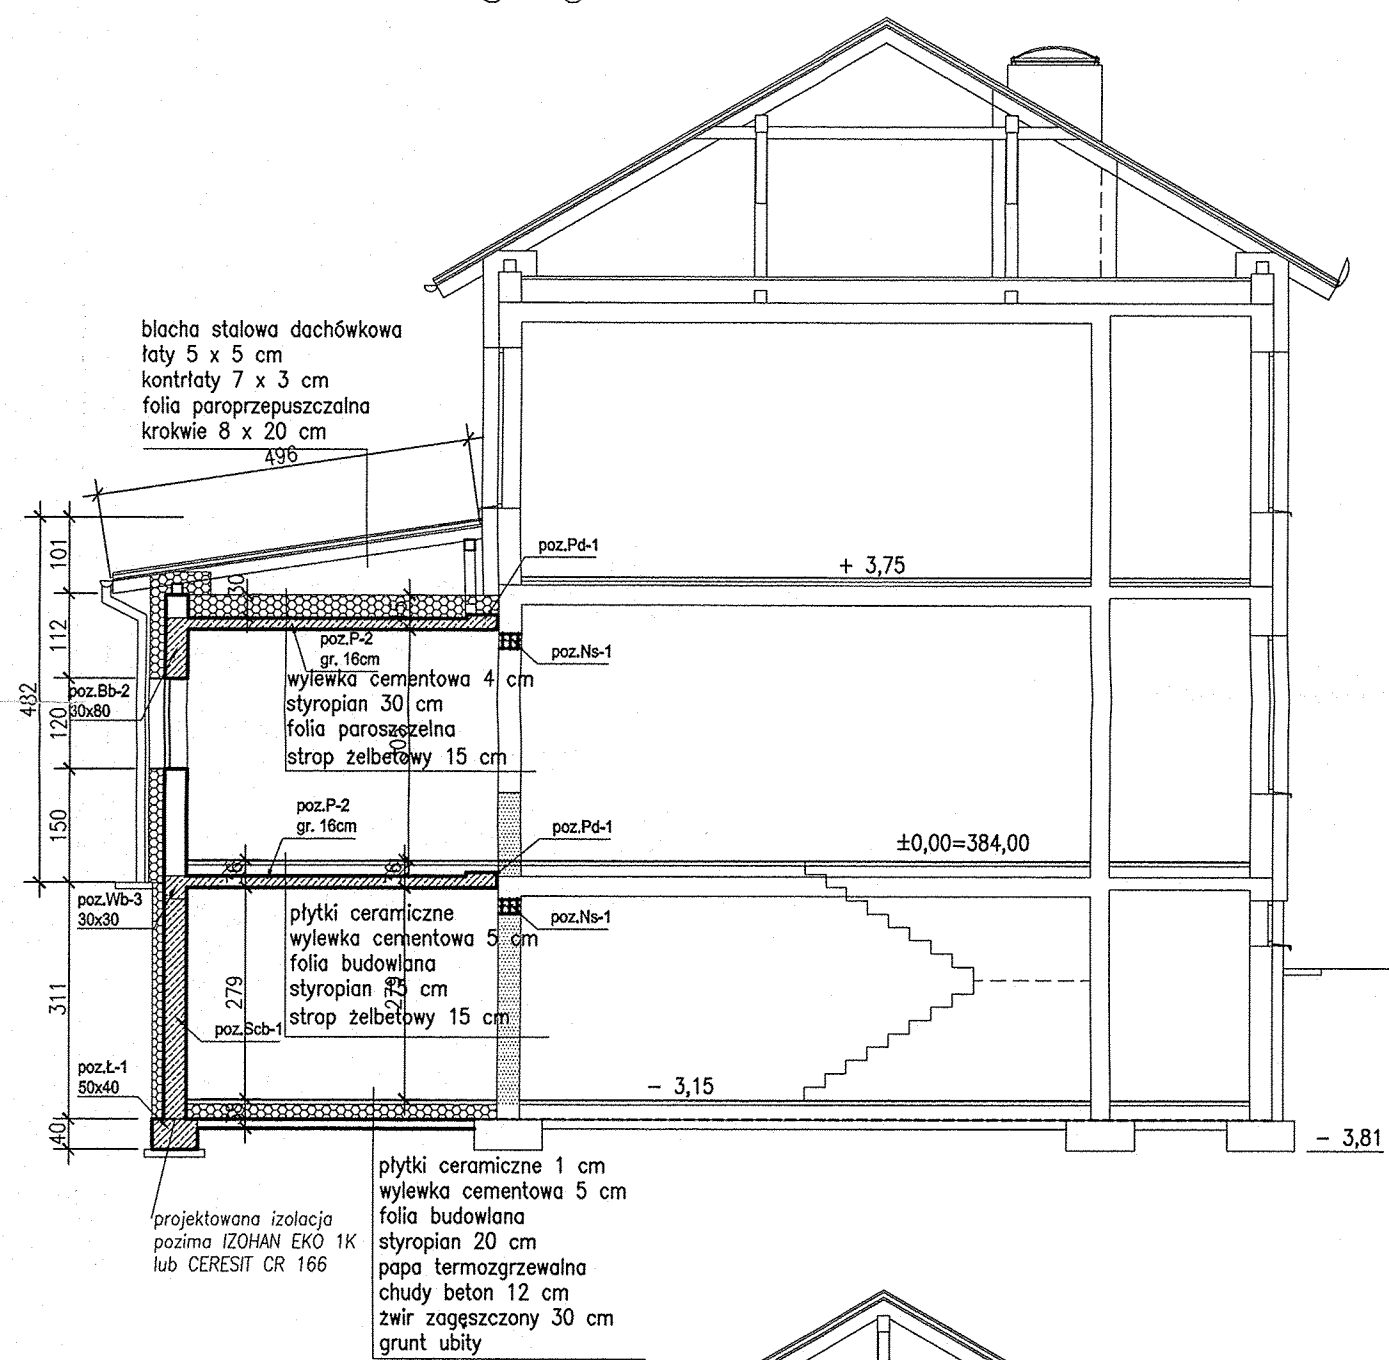 blacha stalowa dachówkowa
łaty 5 x 5 cm
kontrłaty 7 x 3 cm
folia paroprzepuszczalna
krokwie 8 x 20 cm
496
101
112
120
150
482
311
40
30
poz.Pd-1
+ 3,75
poz.P-2
gr. 16cm
poz.Ns-1
wylewka cementowa 4 cm
styropian 30 cm
folia paroszczelna
strop żelbetowy 15 cm
poz.Bb-2
30x80
poz.P-2
gr. 16cm
poz.Pd-1
±0,00=384,00
poz.Wb-3
30x30
poz.Ns-1
płytki ceramiczne
wylewka cementowa 5 cm
folia budowlana
styropian cm
strop żelbetowy 15 cm
279
279
poz.Scb-1
poz.Ł-1
50x40
− 3,15
− 3,81
projektowana izolacja
pozima IZOHAN EKO 1K
lub CERESIT CR 166
płytki ceramiczne 1 cm
wylewka cementowa 5 cm
folia budowlana
styropian 20 cm
papa termozgrzewalna
chudy beton 12 cm
żwir zagęszczony 30 cm
grunt ubity